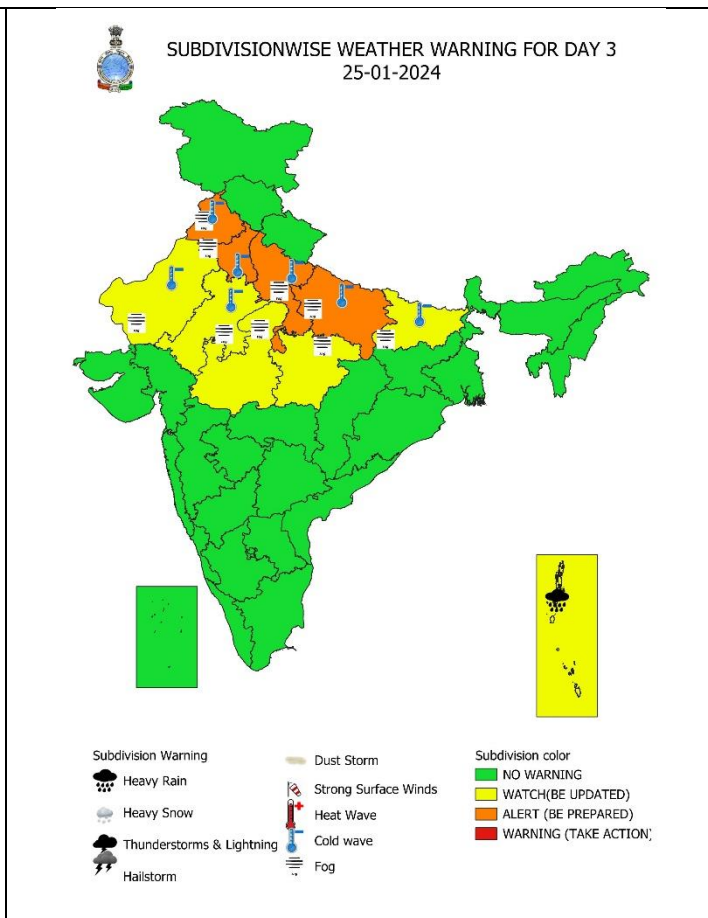 SUBDIVISIONWISE WEATHER WARNING FOR DAY 3
25-01-2024
Subdivision Warning
Heavy Rain
Heavy Snow
Thunderstorms & Lightning
Hailstorm
Dust Storm
Strong Surface Winds
Heat Wave
Cold wave
Fog
Subdivision color
NO WARNING
WATCH(BE UPDATED)
ALERT (BE PREPARED)
WARNING (TAKE ACTION)